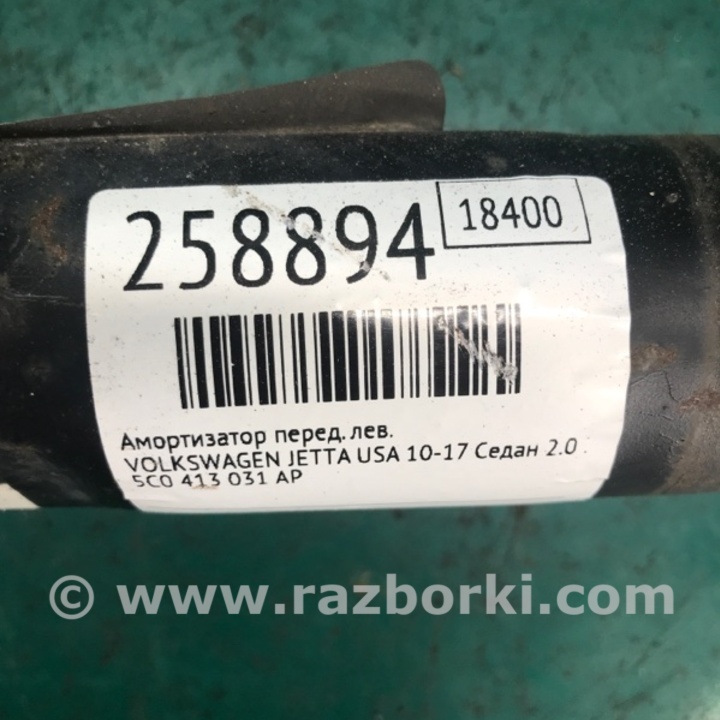 258894
18400
Амортизатор перед. лев.
VOLKSWAGEN JETTA USA 10-17 Седан 2.0
5C0 413 031 AP
© www.razborki.com